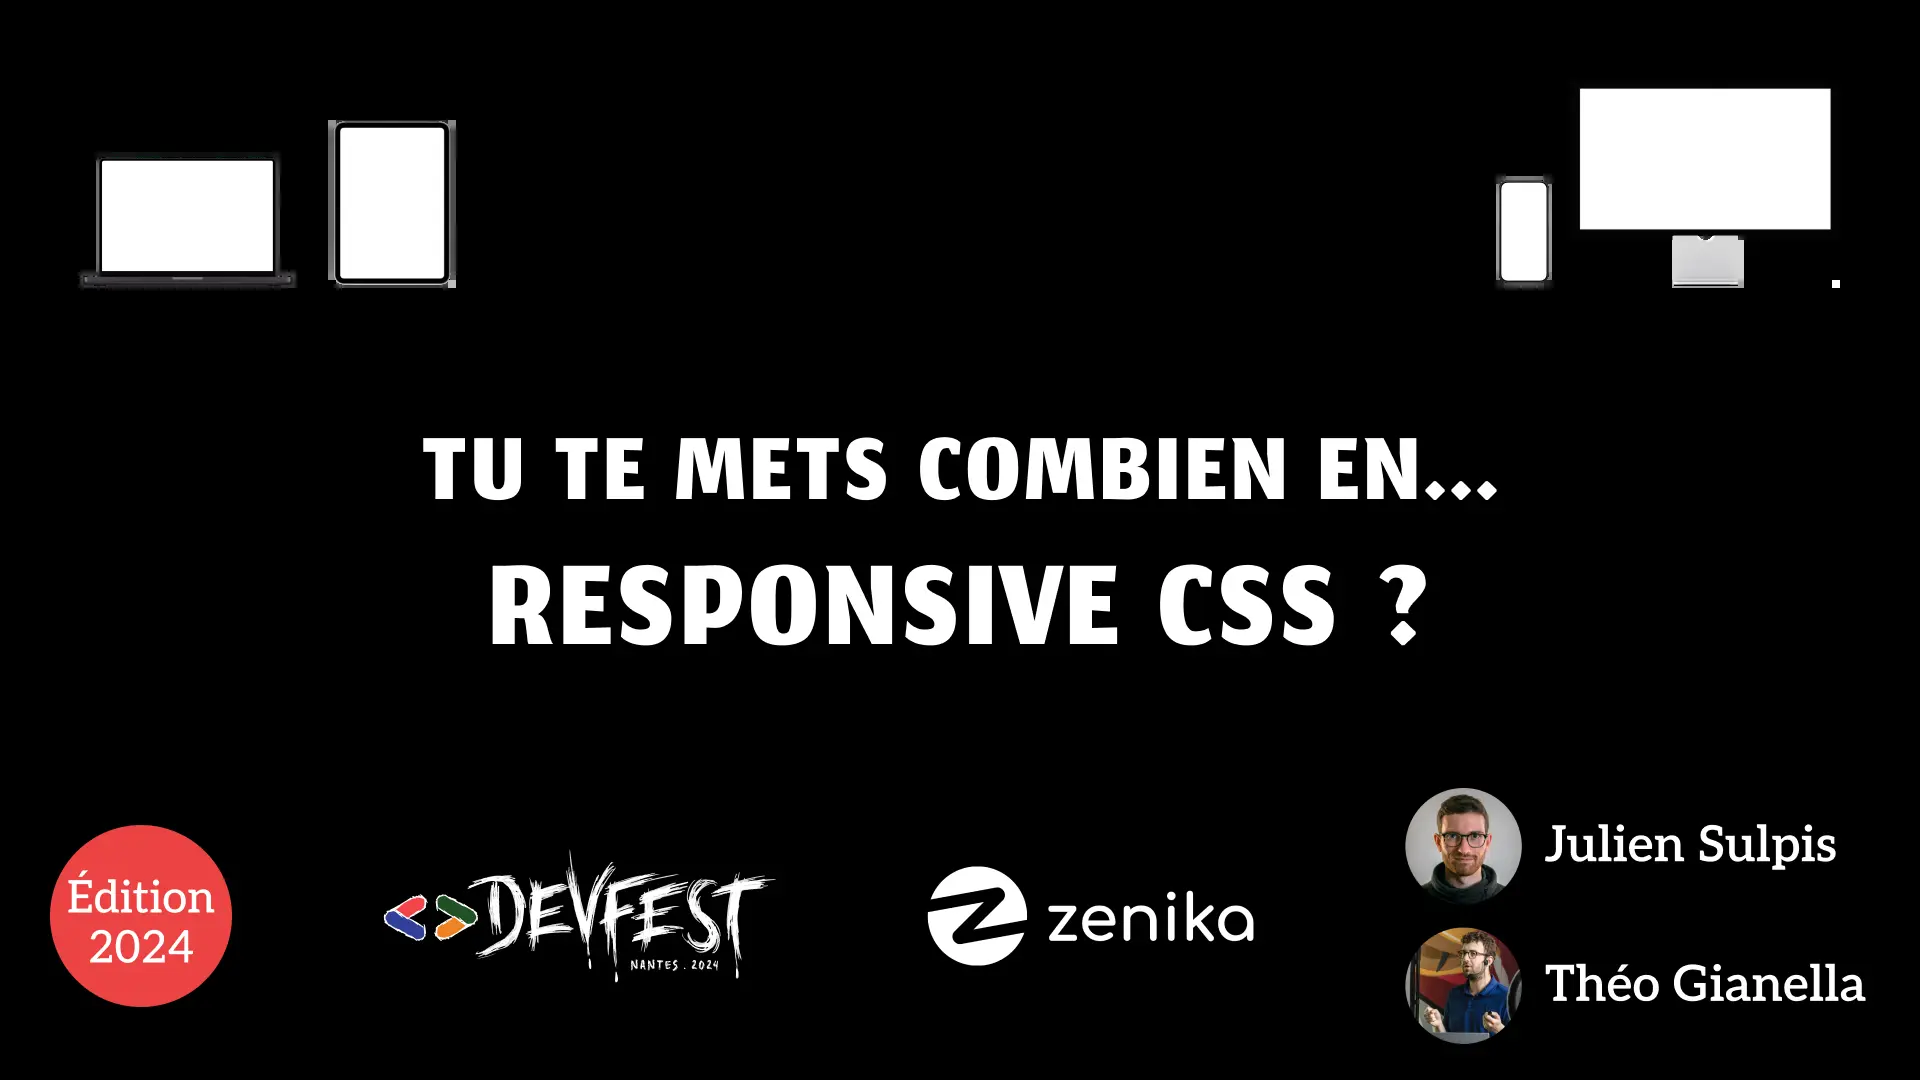 TU TE METS COMBIEN EN...
RESPONSIVE CSS ?
Édition
2024
DEVFEST
NANTES . 2024
zenika
Julien Sulpis
Théo Gianella